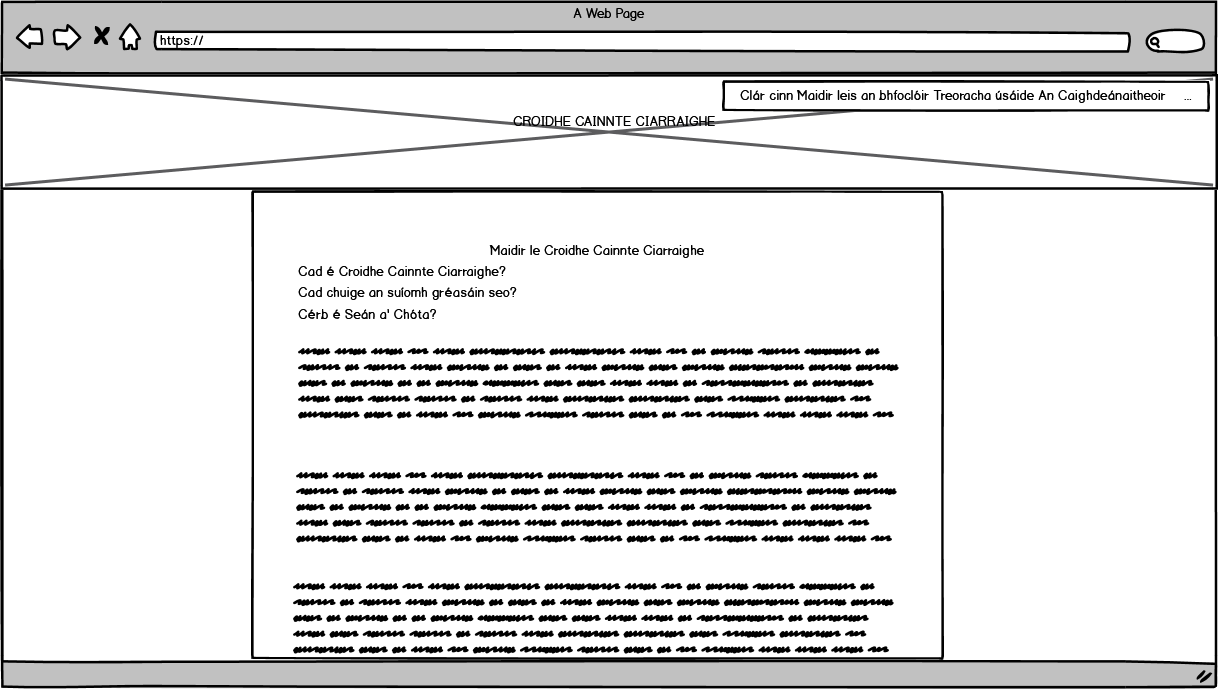 A Web Page
https://
Clár cinn Maidir leis an bhfoclóir Treoracha úsáide An Caighdeánaitheoir ...
CROIDHE CAINNTE CIARRAIGHE
Maidir le Croidhe Cainnte Ciarraighe
Cad é Croidhe Cainnte Ciarraighe?
Cad chuige an suíomh gréasáin seo?
Cérb é Seán a' Chóta?